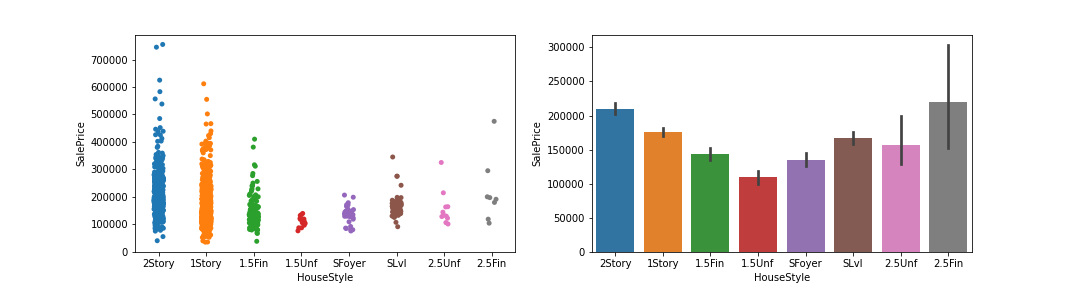 700000
600000
500000
400000
300000
200000
100000
0
SalePrice
2Story 1Story 1.5Fin 1.5Unf SFoyer SLvl 2.5Unf 2.5Fin
HouseStyle
300000
250000
200000
150000
100000
50000
0
SalePrice
2Story 1Story 1.5Fin 1.5Unf SFoyer SLvl 2.5Unf 2.5Fin
HouseStyle